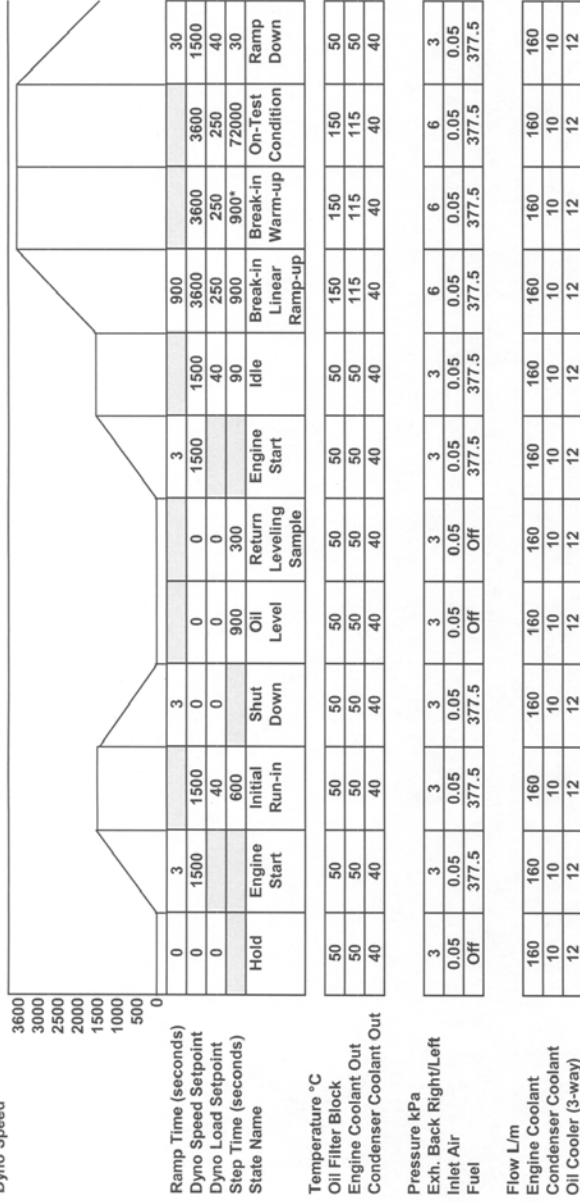 Dyno Speed
3600
3000
2500
2000
1500
1000
500
0
Ramp Time (seconds) 0 3 3 3 900 30
Dyno Speed Setpoint 0 1500 1500 0 0 0 1500 1500 3600 3600 3600 1500
Dyno Load Setpoint 0 40 0 0 0 40 250 250 250 40
Step Time (seconds) 600 900 300 90 900 900* 72000 30
State Name Hold Engine Initial Shut Oil Return Engine Idle Break-in Break-in On-Test Ramp
Start Run-in Down Level Leveling Start Linear Warm-up Condition Down
Sample Ramp-up
Temperature °C
Oil Filter Block 50 50 50 50 50 50 50 50 150 150 150 50
Engine Coolant Out 50 50 50 50 50 50 50 50 115 115 115 50
Condenser Coolant Out 40 40 40 40 40 40 40 40 40 40 40 40
Pressure kPa
Exh. Back Right/Left 3 3 3 3 3 3 3 3 6 6 6 3
Inlet Air 0.05 0.05 0.05 0.05 0.05 0.05 0.05 0.05 0.05 0.05 0.05 0.05
Fuel Off 377.5 377.5 377.5 Off Off 377.5 377.5 377.5 377.5 377.5 377.5
Flow L/m
Engine Coolant 160 160 160 160 160 160 160 160 160 160 160 160
Condenser Coolant 10 10 10 10 10 10 10 10 10 10 10 10
Oil Cooler (3-way) 12 12 12 12 12 12 12 12 12 12 12 12